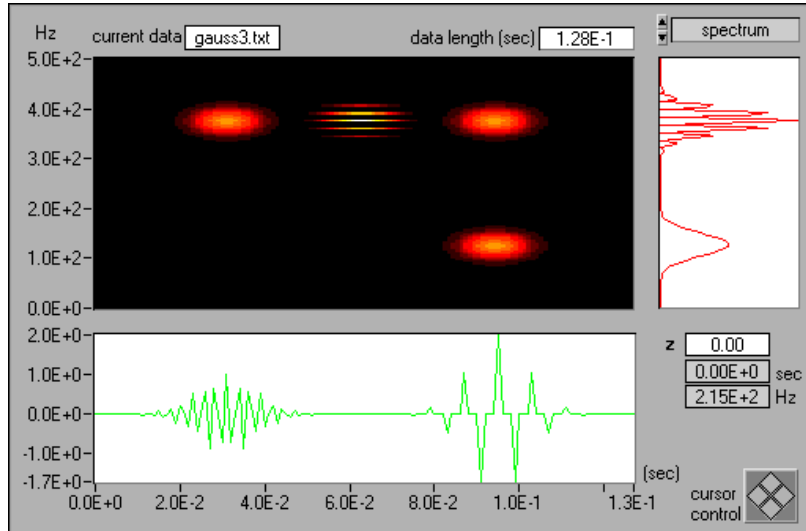 Hz current data gauss3.txt data length (sec) 1.28E-1 spectrum
5.0E+2
4.0E+2
3.0E+2
2.0E+2
1.0E+2
0.0E+0
2.0E+0
1.0E+0
0.0E+0
-1.0E+0
-1.7E+0
0.0E+0 2.0E-2 4.0E-2 6.0E-2 8.0E-2 1.0E-1 1.3E-1
(sec)
z 0.00
0.00E+0 sec
2.15E+2 Hz
cursor
control